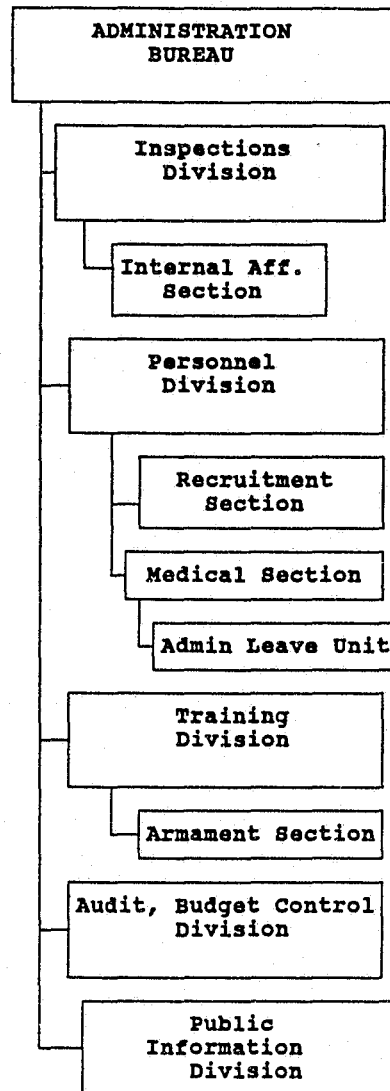 ADMINISTRATION
BUREAU
Inspections
Division
Internal Aff.
Section
Personnel
Division
Recruitment
Section
Medical Section
Admin Leave Unit
Training
Division
Armament Section
Audit, Budget Control
Division
Public
Information
Division